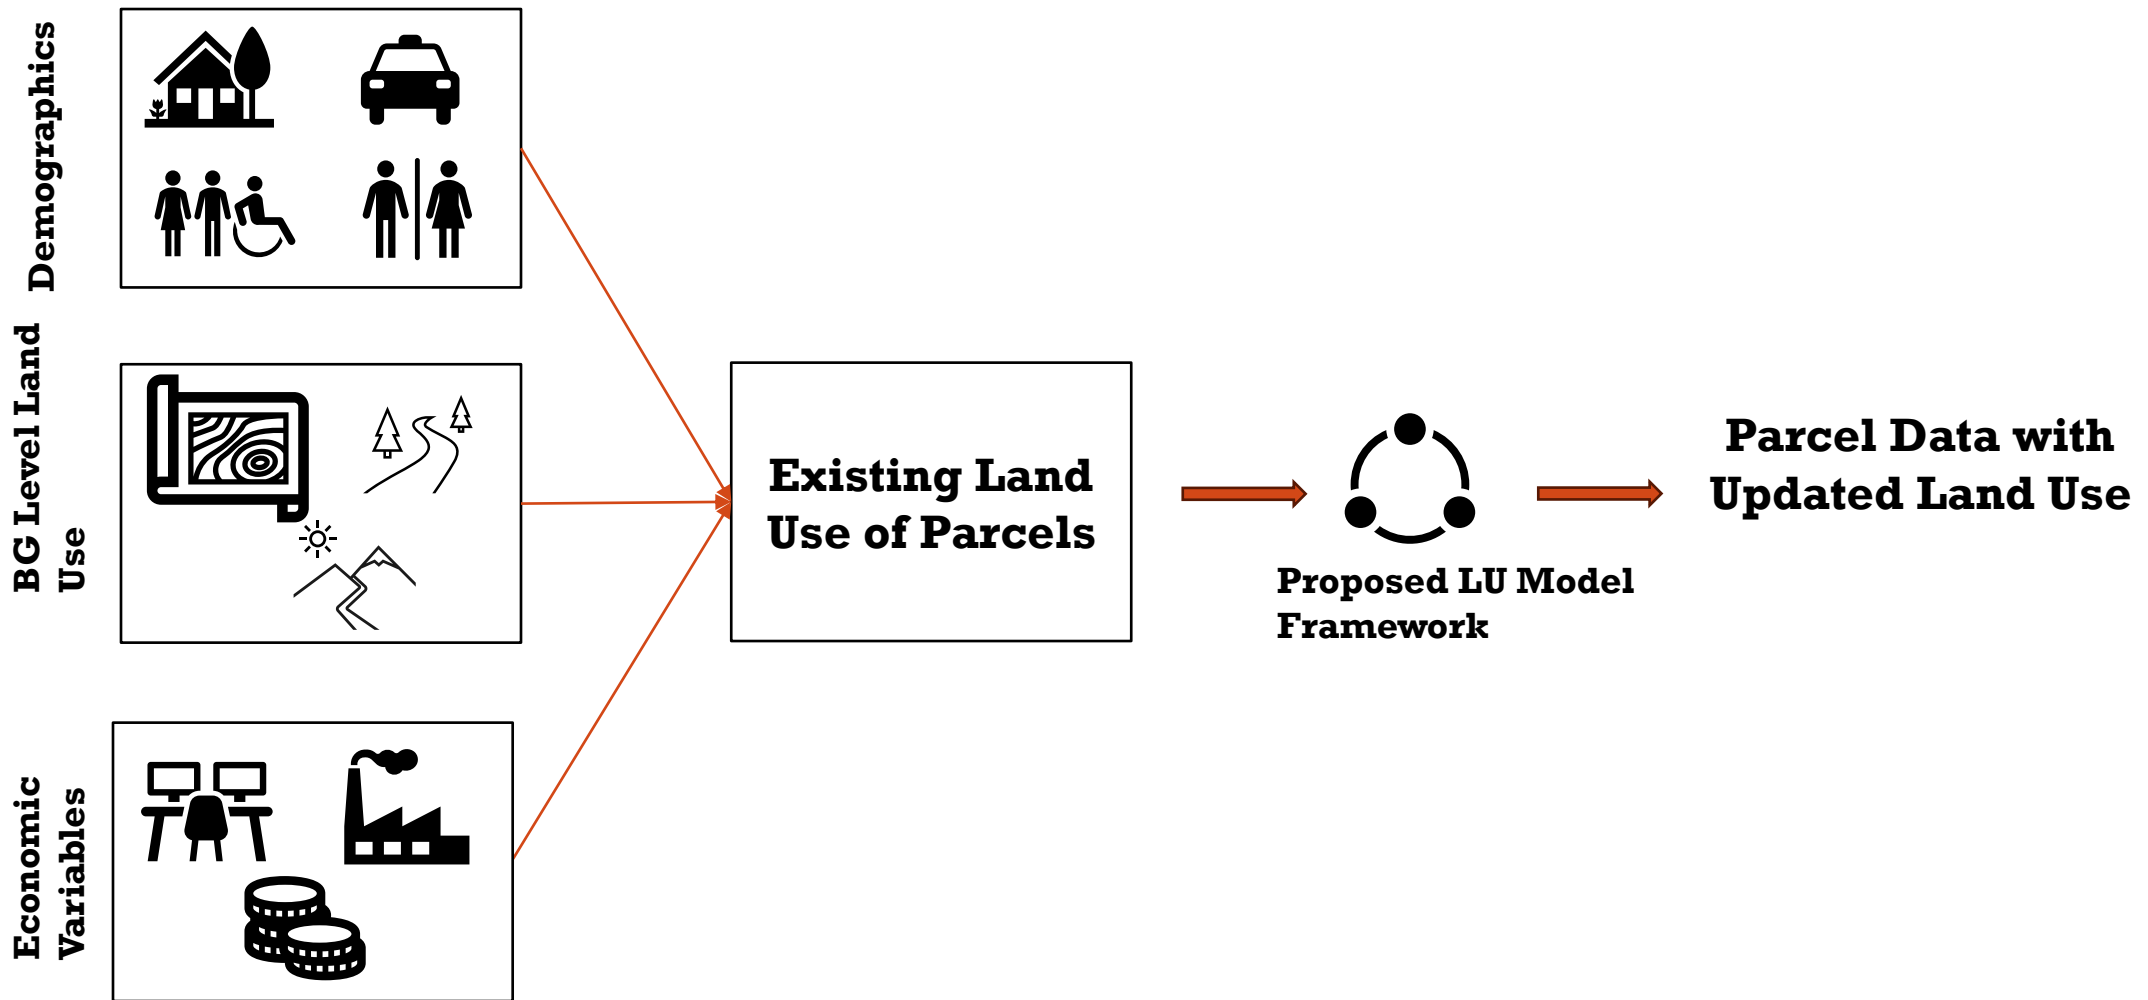 Demographics
BG Level Land
Use
Economic
Variables
Existing Land
Use of Parcels
Proposed LU Model
Framework
Parcel Data with
Updated Land Use